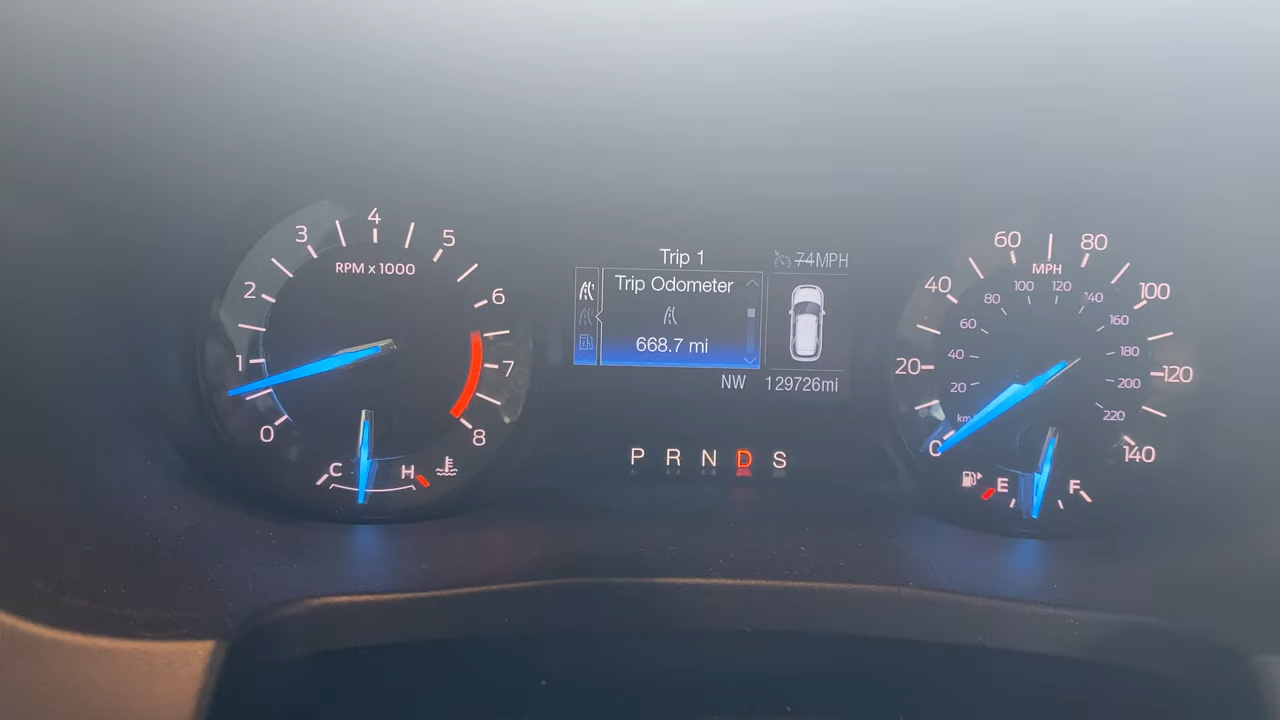 Trip 1
74MPH
Trip Odometer
668.7 mi
NW
129726mi
P R N D S
0
1
2
3
4
5
6
7
8
RPM x 1000
C
H
0
20
40
60
80
100
120
140
MPH
20
40
60
80
100
120
140
160
180
200
220
E
F